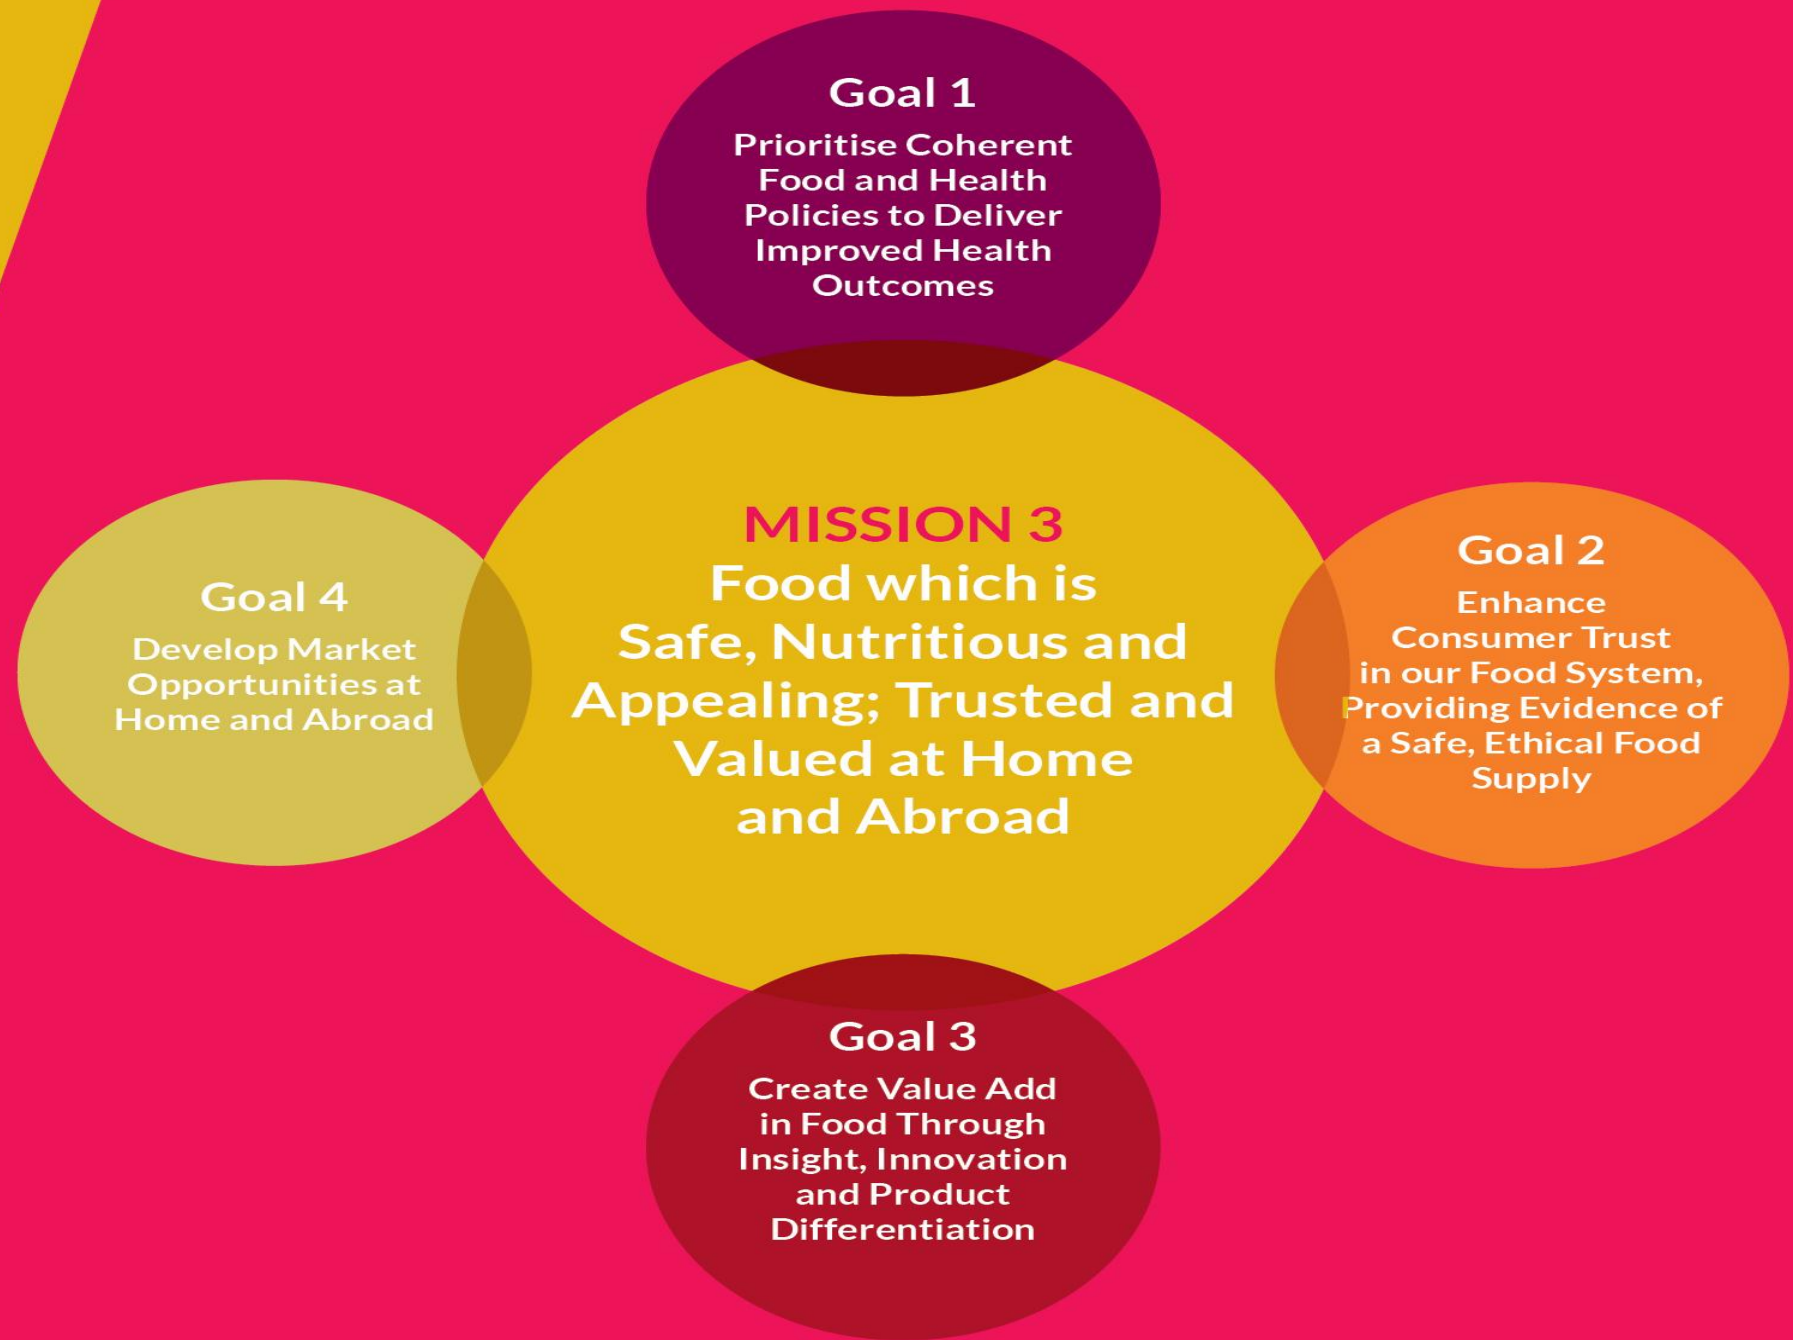 Goal 1
Prioritise Coherent
Food and Health
Policies to Deliver
Improved Health
Outcomes
MISSION 3
Food which is
Safe, Nutritious and
Appealing; Trusted and
Valued at Home
and Abroad
Goal 2
Enhance
Consumer Trust
in our Food System,
Providing Evidence of
a Safe, Ethical Food
Supply
Goal 3
Create Value Add
in Food Through
Insight, Innovation
and Product
Differentiation
Goal 4
Develop Market
Opportunities at
Home and Abroad